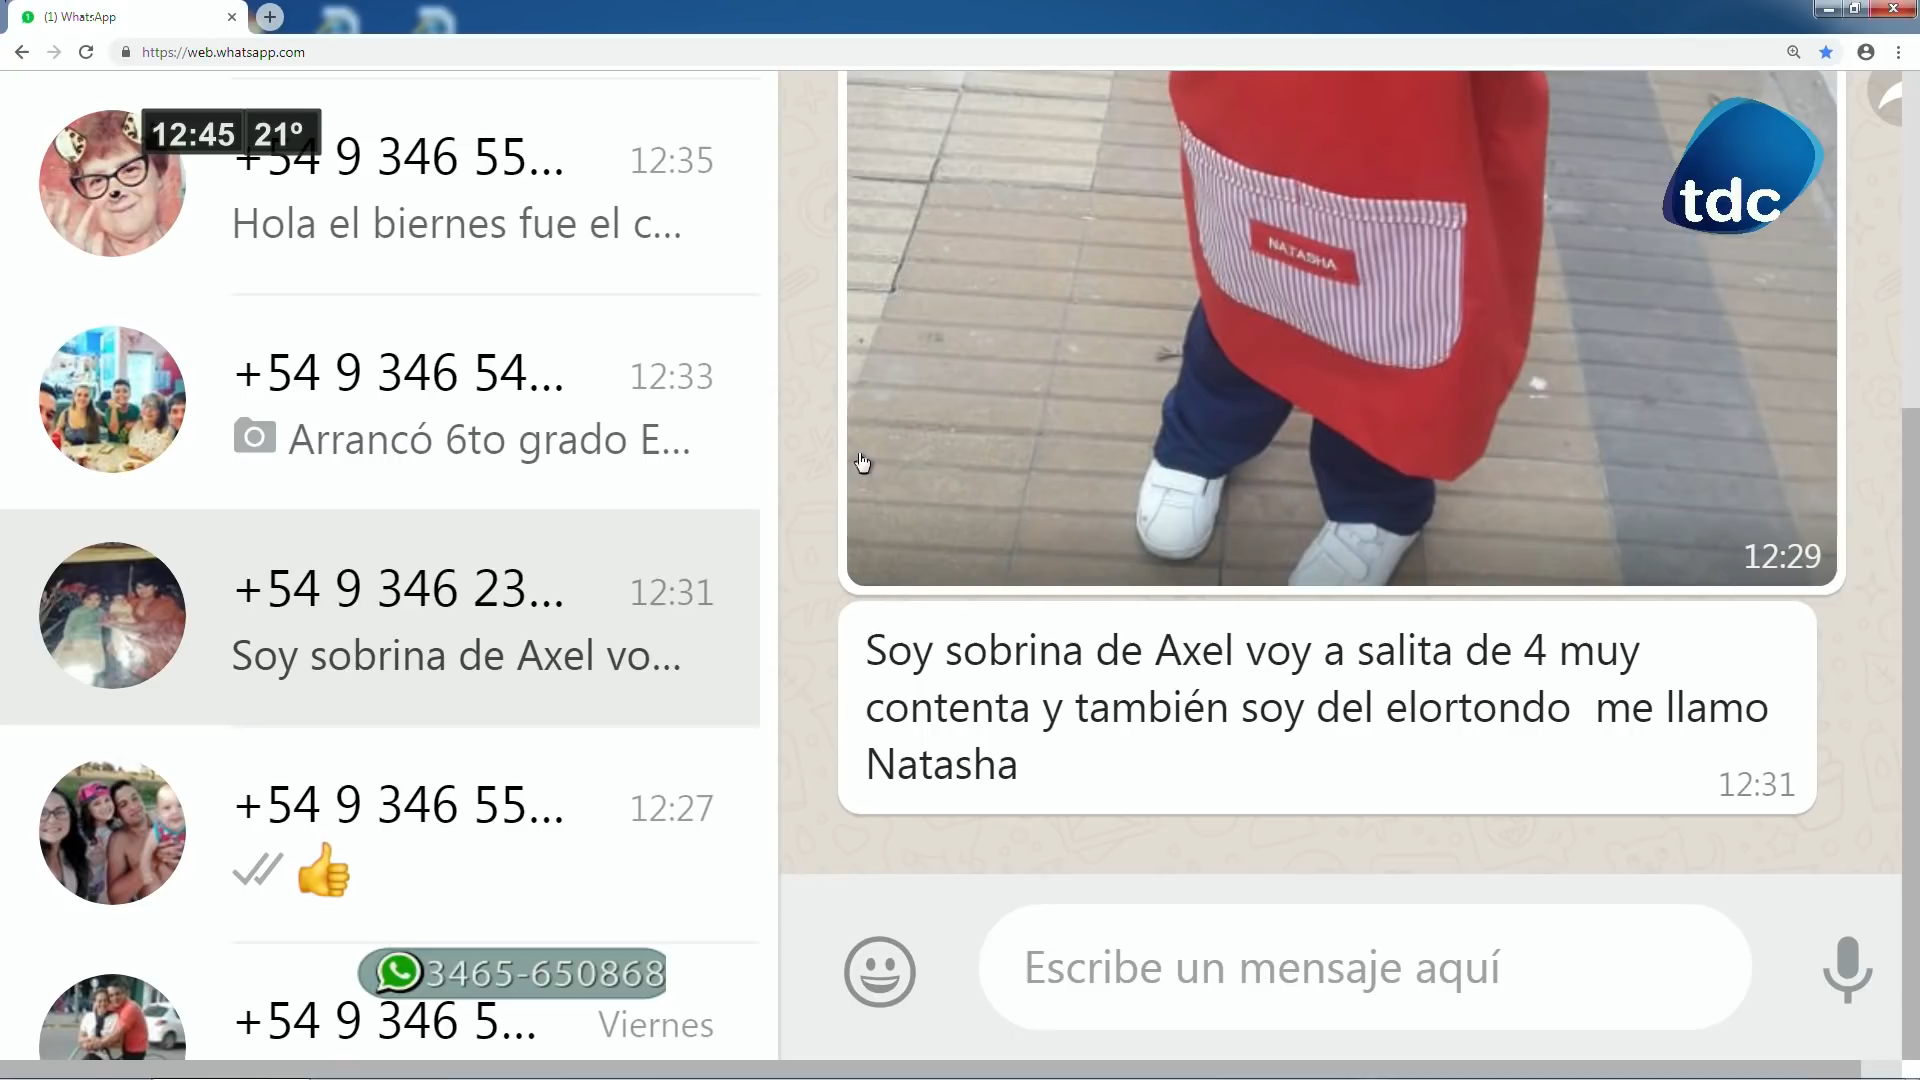 (1) WhatsApp
https://web.whatsapp.com
12:45 21º
+54 9 346 55... 12:35
Hola el biernes fue el c...
+54 9 346 54... 12:33
Arrancó 6to grado E...
+54 9 346 23... 12:31
Soy sobrina de Axel vo...
+54 9 346 55... 12:27
3465-650868
+54 9 346 5... Viernes
tdc
NATASHA
12:29
Soy sobrina de Axel voy a salita de 4 muy
contenta y también soy del elortondo me llamo
Natasha
12:31
Escribe un mensaje aquí